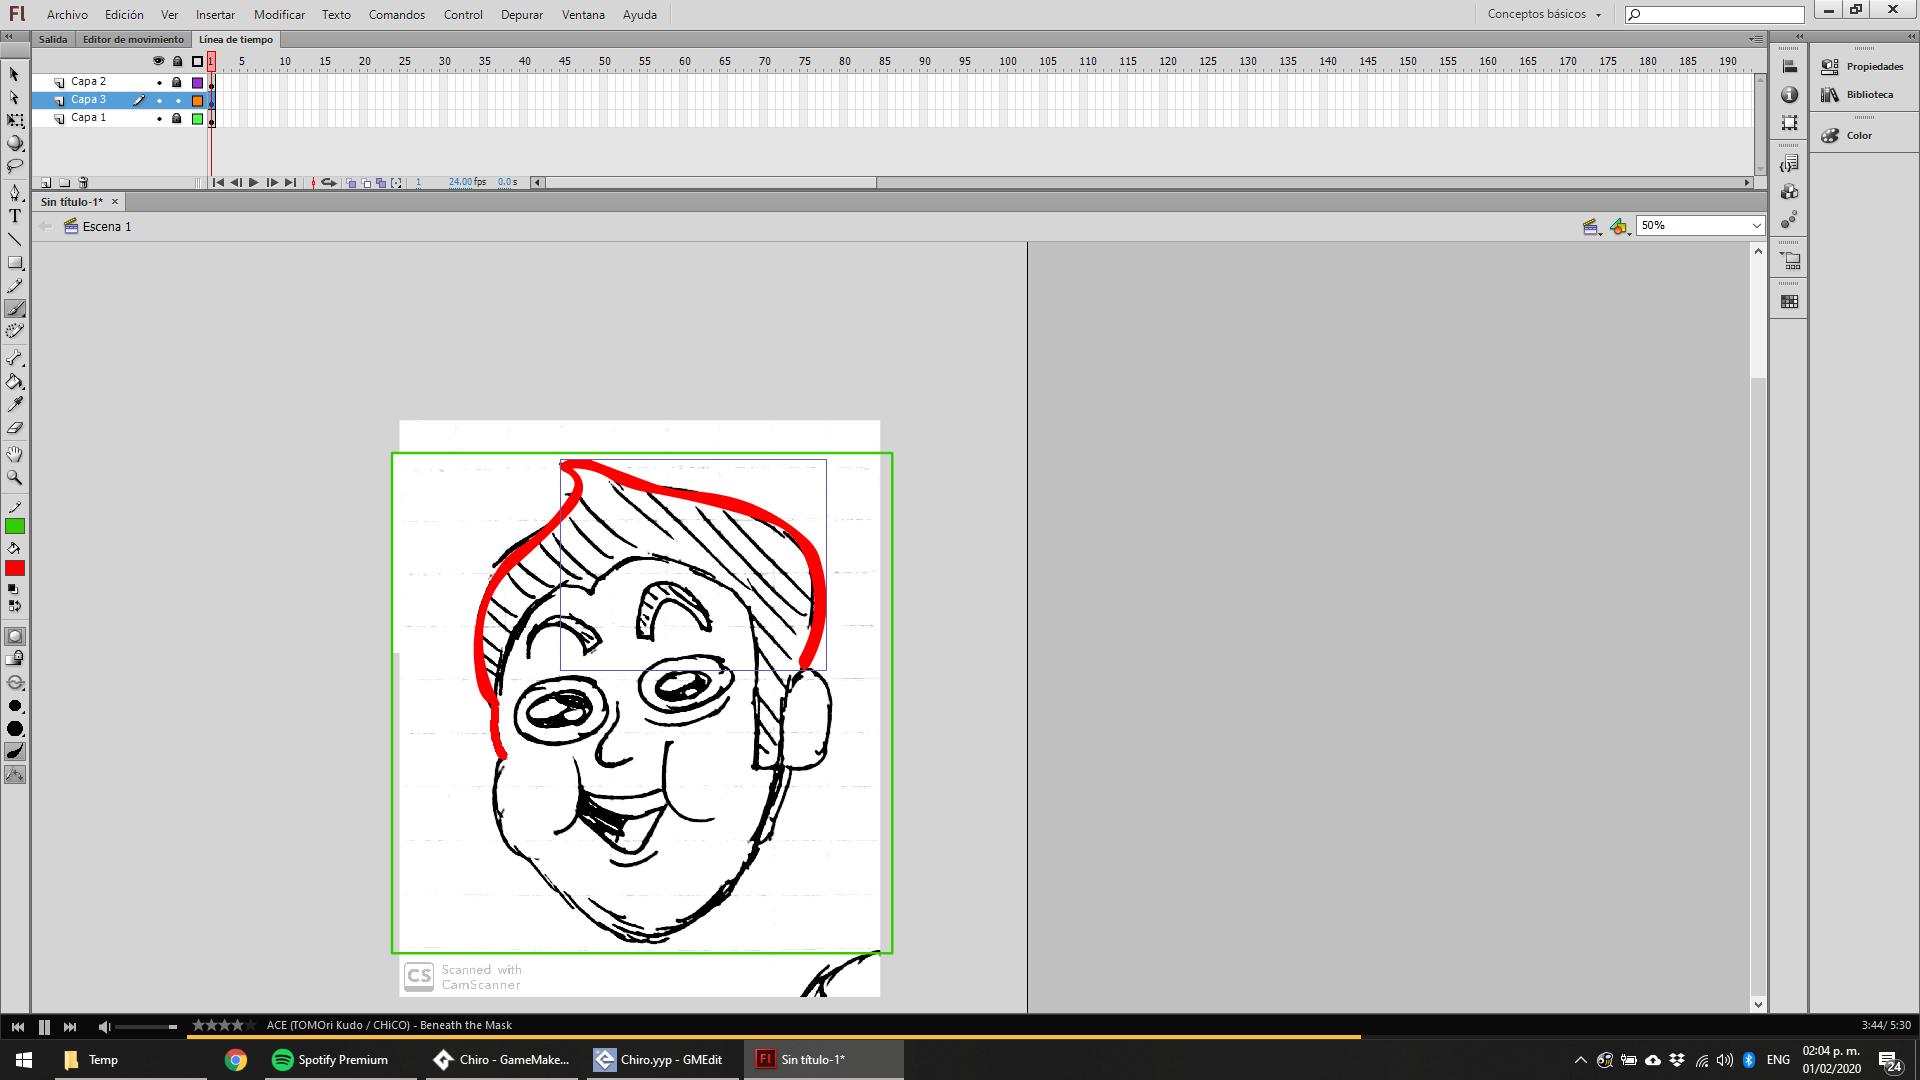 Fl Archivo Edición Ver Insertar Modificar Texto Comandos Control Depurar Ventana Ayuda Conceptos básicos
Salida Editor de movimiento Línea de tiempo
1 5 10 15 20 25 30 35 40 45 50 55 60 65 70 75 80 85 90 95 100 105 110 115 120 125 130 135 140 145 150 155 160 165 170 175 180 185 190
Capa 2
Capa 3
Capa 1
1 24.00 fps 0.0 s
Sin título-1*
Escena 1 50%
Propiedades
Biblioteca
Color
CS Scanned with
CamScanner
ACE (TOMOri Kudo / CHiCO) - Beneath the Mask 3:44/ 5:30
Temp Spotify Premium Chiro - GameMake... Chiro.yyp - GMEdit Fl Sin título-1* ENG 02:04 p. m.
01/02/2020 24